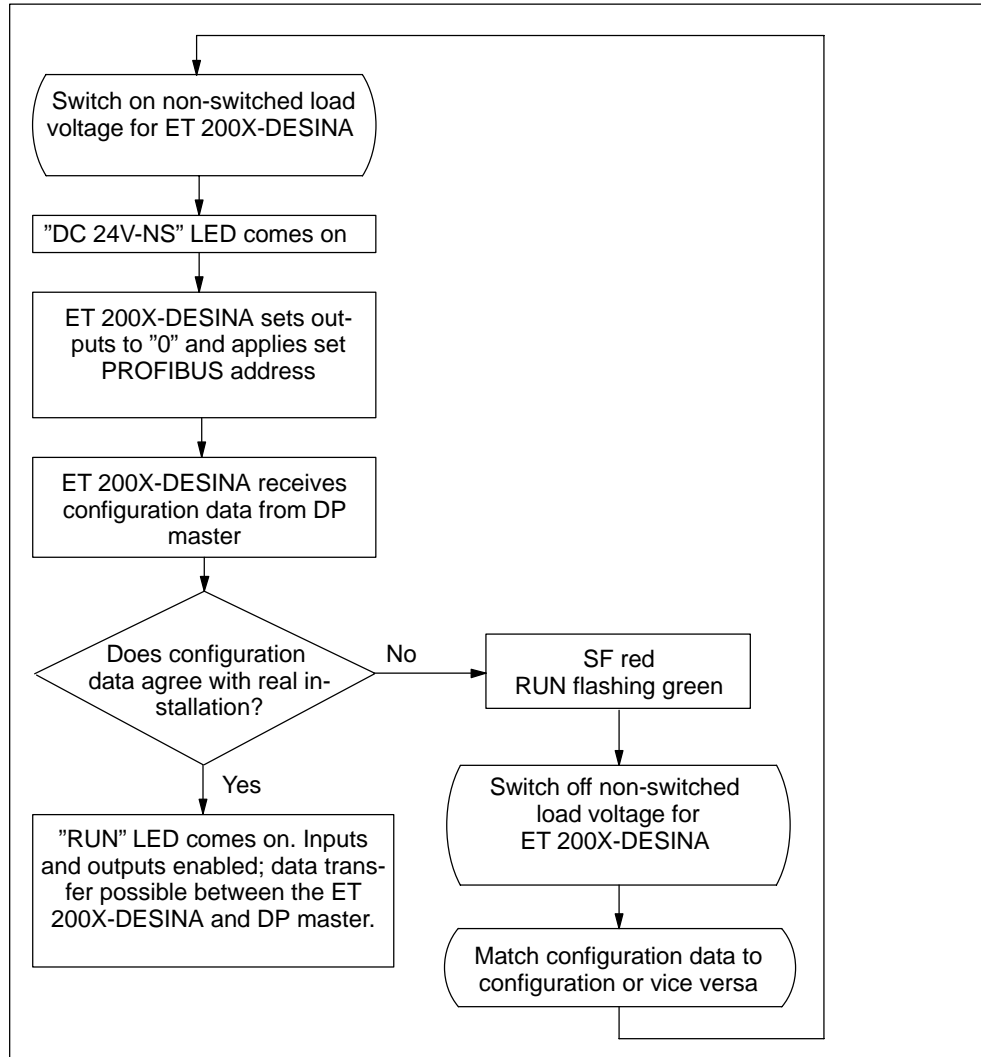 Switch on non-switched load
voltage for ET 200X-DESINA
”DC 24V-NS” LED comes on
ET 200X-DESINA sets out-
puts to ”0” and applies set
PROFIBUS address
ET 200X-DESINA receives
configuration data from DP
master
Does configuration
data agree with real in-
stallation?
No
SF red
RUN flashing green
Yes
”RUN” LED comes on. Inputs
and outputs enabled; data trans-
fer possible between the ET
200X-DESINA and DP master.
Switch off non-switched
load voltage for
ET 200X-DESINA
Match configuration data to
configuration or vice versa